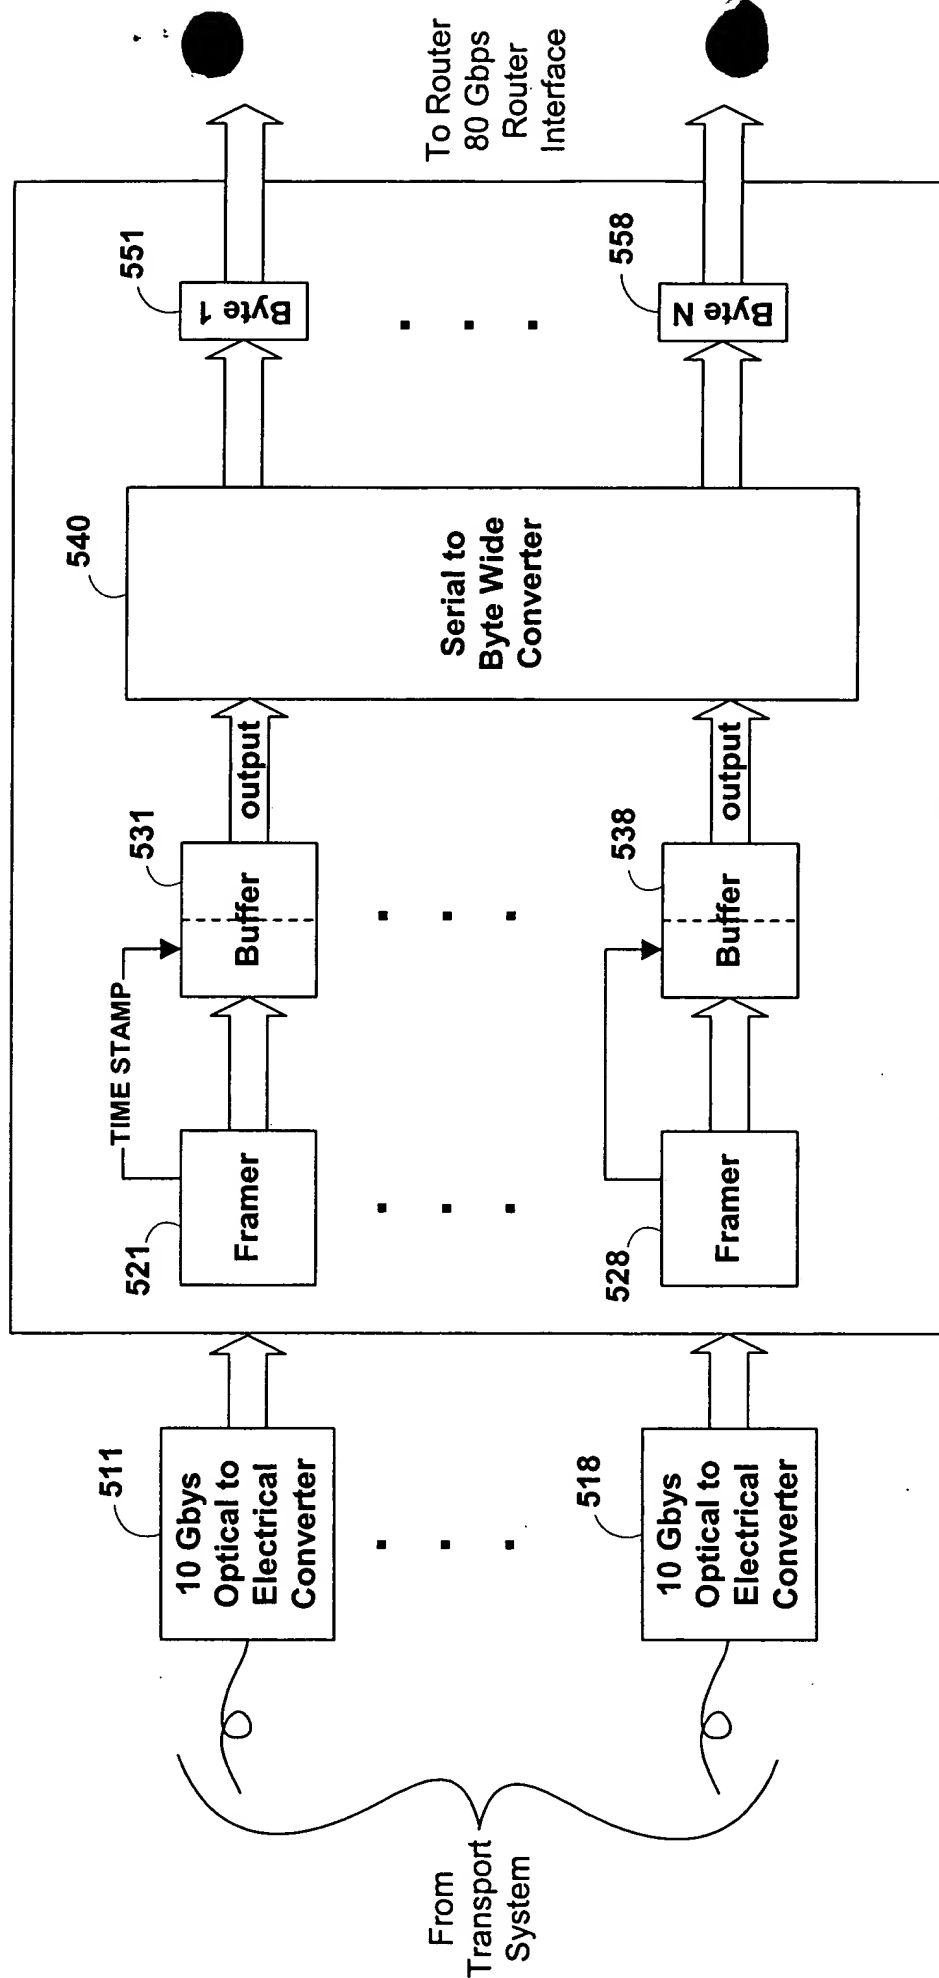 From
Transport
System
511
10 Gbys
Optical to
Electrical
Converter
518
10 Gbys
Optical to
Electrical
Converter
521
Framer
TIME STAMP
528
Framer
531
Buffer
output
538
Buffer
output
540
Serial to
Byte Wide
Converter
551
Byte 1
558
Byte N
To Router
80 Gbps
Router
Interface